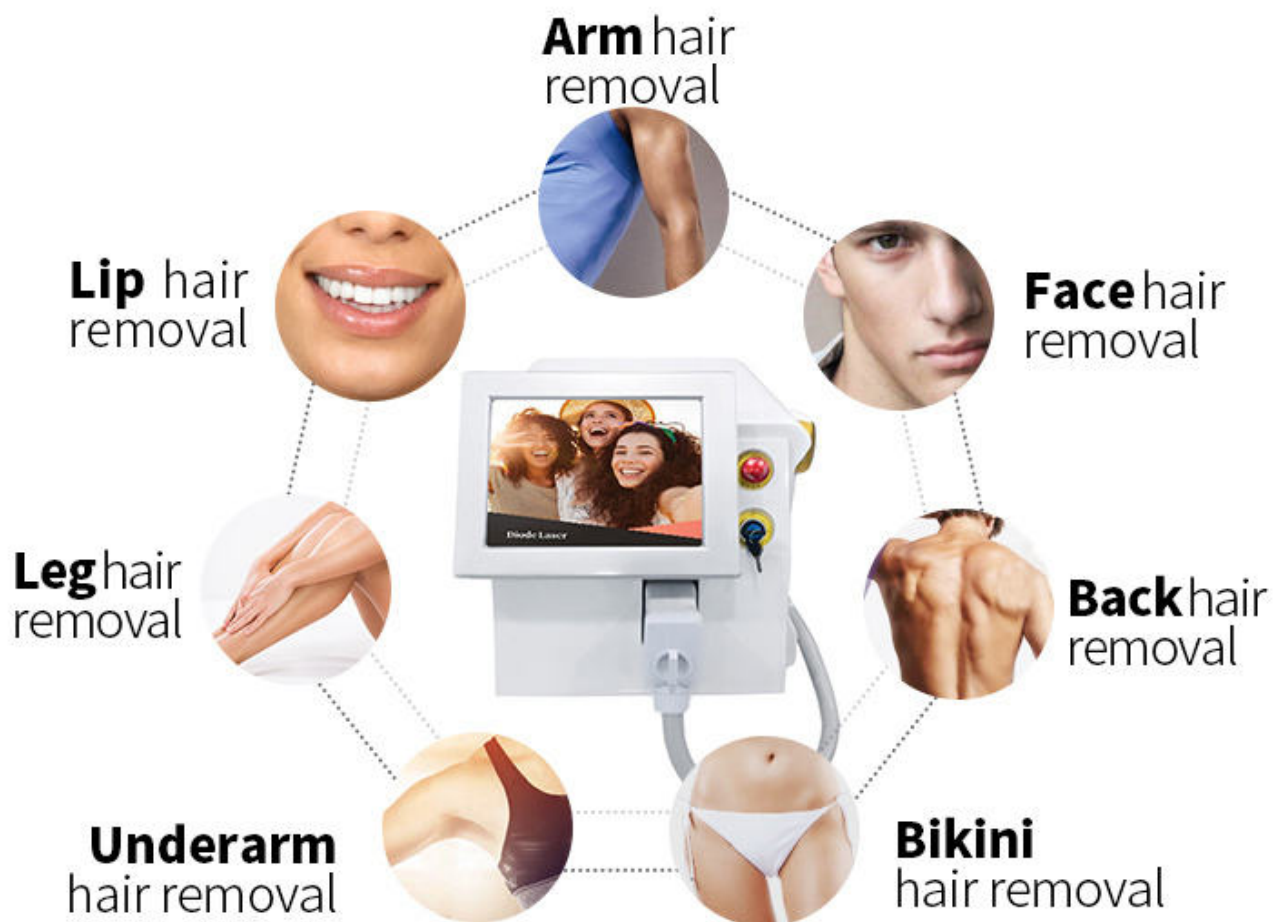 Arm hair
removal
Lip hair
removal
Face hair
removal
Diode Laser
Leg hair
removal
Back hair
removal
Underarm
hair removal
Bikini
hair removal